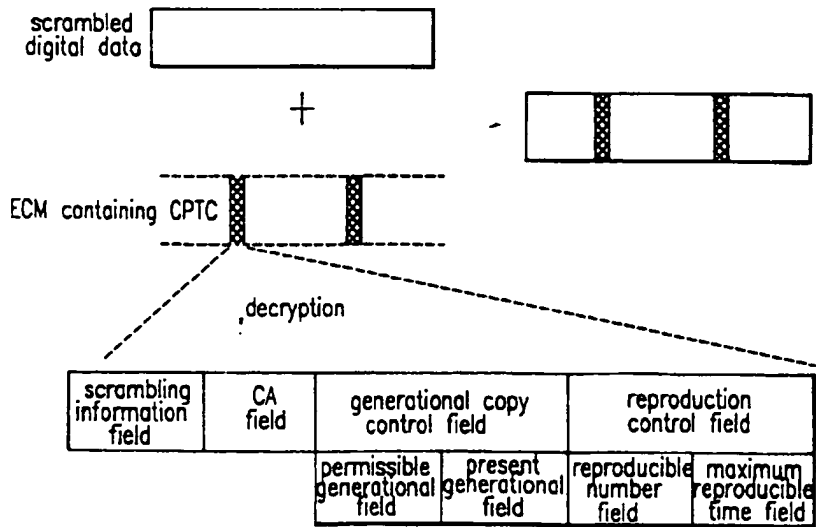 scrambled
digital data
+
ECM containing CPTC
decryption
scrambling
information
field
CA
field
generational copy
control field
reproduction
control field
permissible
generational field
present
generational field
reproducible
number field
maximum
reproducible
time field